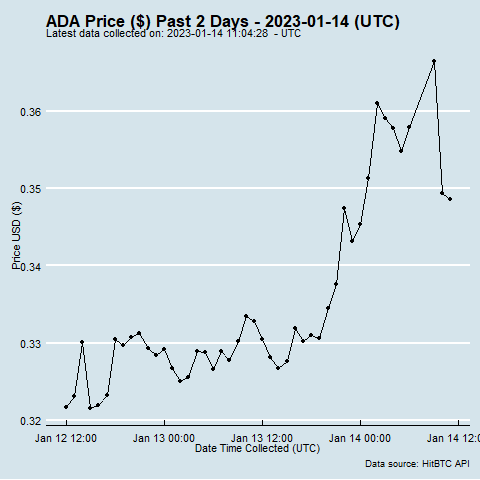 ADA Price ($) Past 2 Days - 2023-01-14 (UTC)
Latest data collected on: 2023-01-14 11:04:28 - UTC
Price USD ($)
0.36
0.35
0.34
0.33
0.32
Jan 12 12:00 Jan 13 00:00 Jan 13 12:00 Jan 14 00:00 Jan 14 12:0
Date Time Collected (UTC)
Data source: HitBTC API